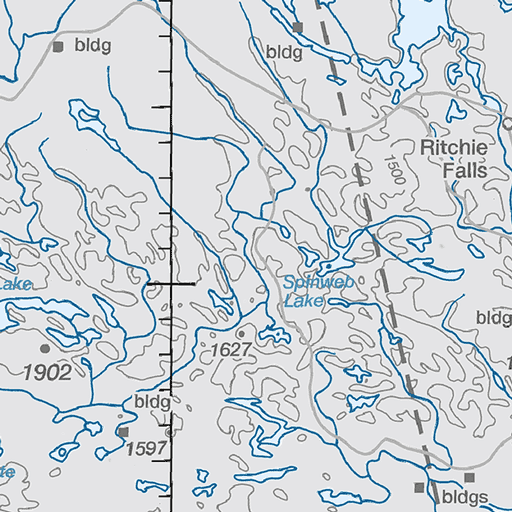 bldg
bldg
Ritchie
Falls
1500
Lake
Spinweb
Lake
bldg
1627
1902
bldg
1597
bldgs